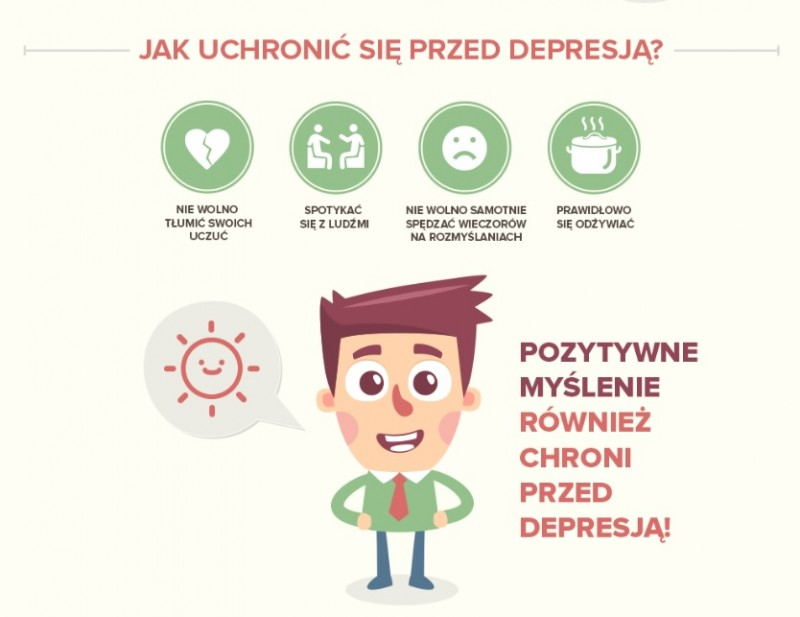 JAK UCHRONIĆ SIĘ PRZED DEPRESJĄ?
NIE WOLNO
TŁUMIĆ SWOICH
UCZUĆ
SPOTYKAĆ
SIĘ Z LUDŹMI
NIE WOLNO SAMOTNIE
SPĘDZAĆ WIECZORÓW
NA ROZMYŚLANIACH
PRAWIDŁOWO
SIĘ ODŻYWIAĆ
POZYTYWNE
MYŚLENIE
RÓWNIEŻ
CHRONI
PRZED
DEPRESJĄ!